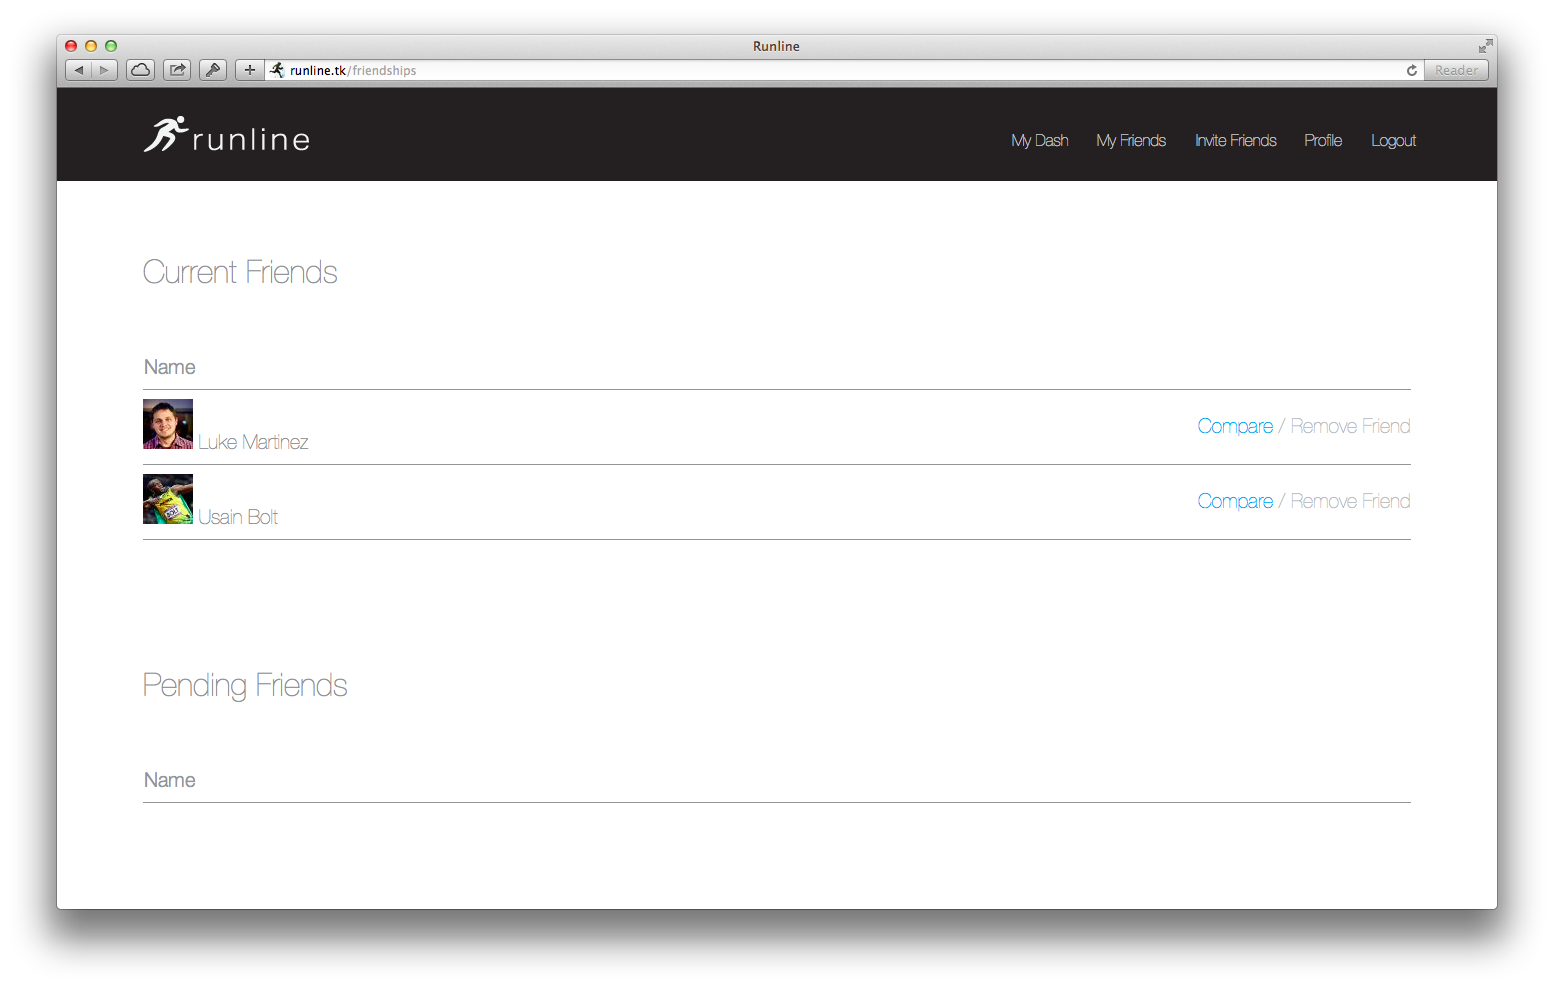 Runline
runline.tk/friendships
Reader
runline
My Dash
My Friends
Invite Friends
Profile
Logout
Current Friends
Name
Luke Martinez
Compare / Remove Friend
BOLT
Usain Bolt
Compare / Remove Friend
Pending Friends
Name